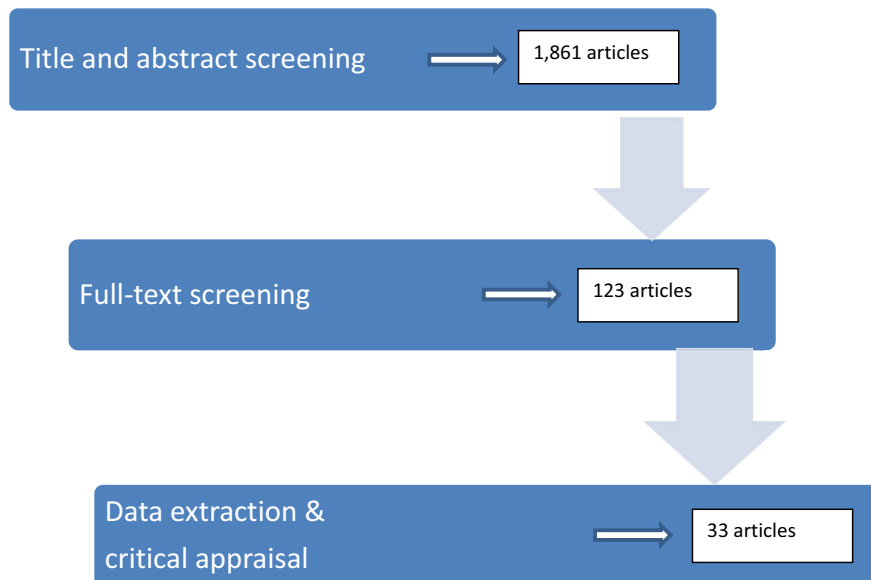 Title and abstract screening
1,861 articles
Full-text screening
123 articles
Data extraction &
critical appraisal
33 articles